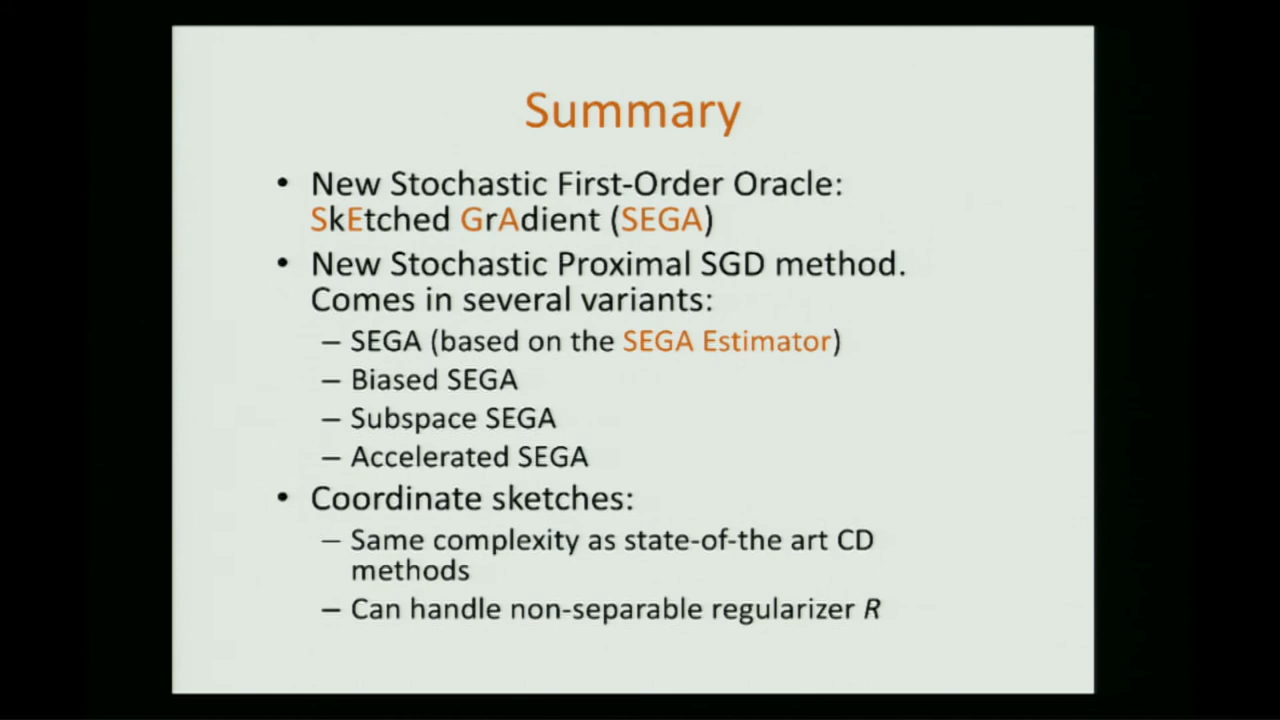 Summary
• New Stochastic First-Order Oracle:
SkEtched GrAdient (SEGA)
• New Stochastic Proximal SGD method.
Comes in several variants:
– SEGA (based on the SEGA Estimator)
– Biased SEGA
– Subspace SEGA
– Accelerated SEGA
• Coordinate sketches:
– Same complexity as state-of-the art CD
methods
– Can handle non-separable regularizer R